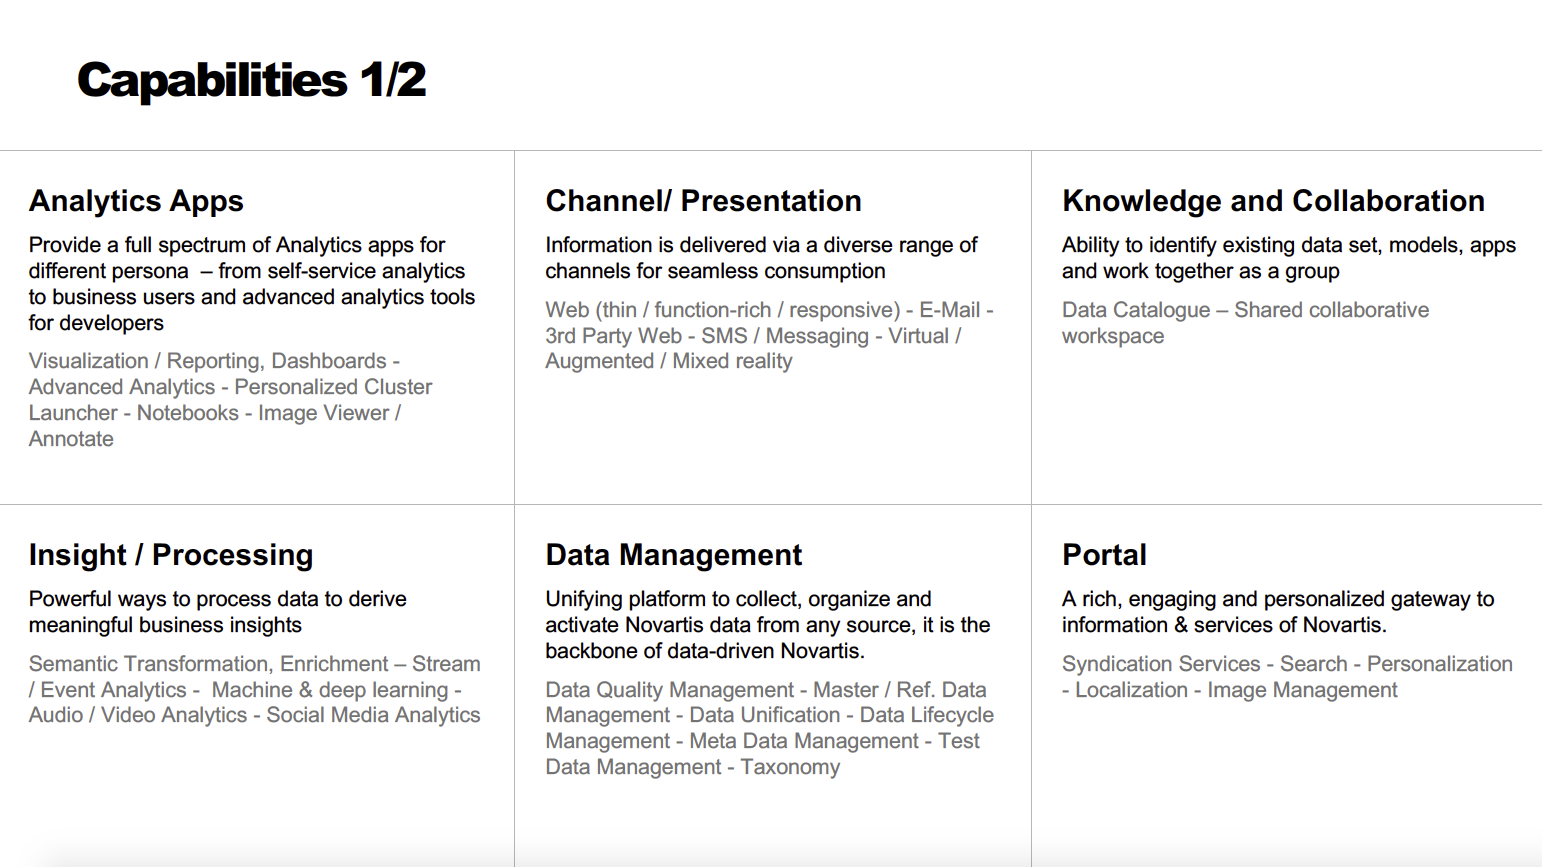 Capabilities 1/2
Analytics Apps
Provide a full spectrum of Analytics apps for
different persona  – from self-service analytics
to business users and advanced analytics tools
for developers
Visualization / Reporting, Dashboards -
Advanced Analytics - Personalized Cluster
Launcher - Notebooks - Image Viewer /
Annotate
Channel/ Presentation
Information is delivered via a diverse range of
channels for seamless consumption
Web (thin / function-rich / responsive) - E-Mail -
3rd Party Web - SMS / Messaging - Virtual /
Augmented / Mixed reality
Knowledge and Collaboration
Ability to identify existing data set, models, apps
and work together as a group
Data Catalogue – Shared collaborative
workspace
Insight / Processing
Powerful ways to process data to derive
meaningful business insights
Semantic Transformation, Enrichment – Stream
/ Event Analytics -  Machine & deep learning -
Audio / Video Analytics - Social Media Analytics
Data Management
Unifying platform to collect, organize and
activate Novartis data from any source, it is the
backbone of data-driven Novartis.
Data Quality Management - Master / Ref. Data
Management - Data Unification - Data Lifecycle
Management - Meta Data Management - Test
Data Management - Taxonomy
Portal
A rich, engaging and personalized gateway to
information & services of Novartis.
Syndication Services - Search - Personalization
- Localization - Image Management